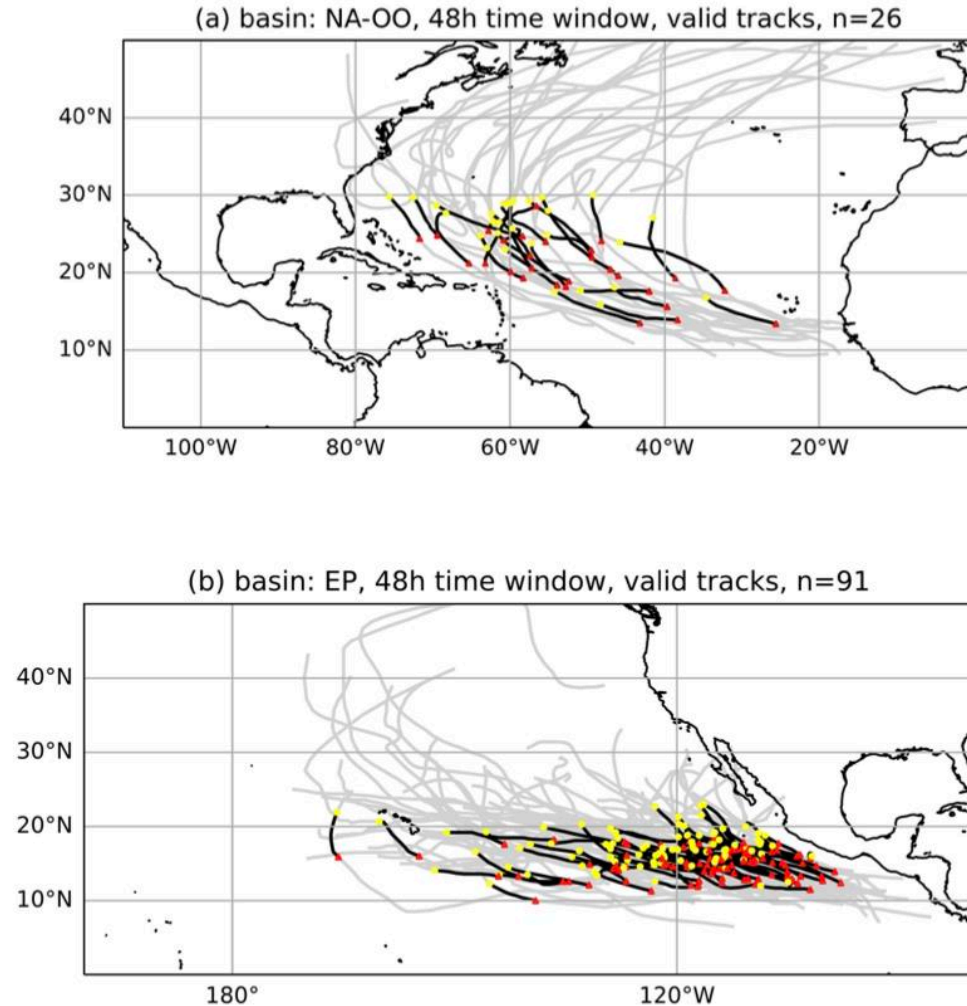 (a) basin: NA-OO, 48h time window, valid tracks, n=26
40°N
30°N
20°N
10°N
100°W 80°W 60°W 40°W 20°W
(b) basin: EP, 48h time window, valid tracks, n=91
40°N
30°N
20°N
10°N
180° 120°W